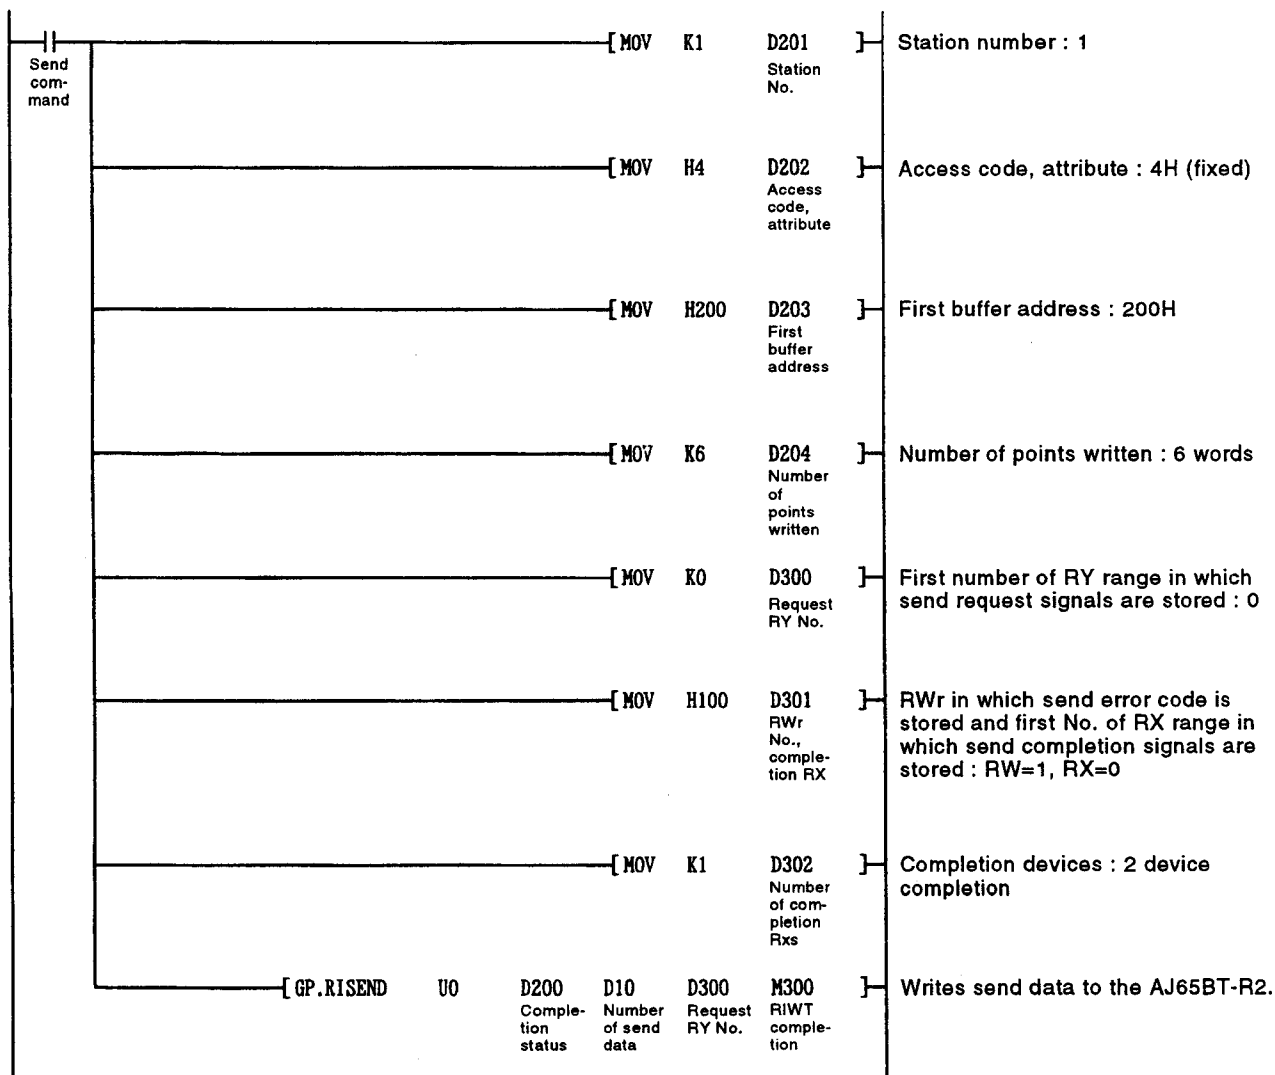 [ MOV K1 D201 ] Station number : 1
Send
com-
mand
Station
No.
[ MOV H4 D202 ] Access code, attribute : 4H (fixed)
Access
code,
attribute
[ MOV H200 D203 ] First buffer address : 200H
First
buffer
address
[ MOV K6 D204 ] Number of points written : 6 words
Number
of
points
written
[ MOV K0 D300 ] First number of RY range in which
send request signals are stored : 0
Request
RY No.
[ MOV H100 D301 ] RWr in which send error code is
stored and first No. of RX range in
which send completion signals are
stored : RW=1, RX=0
RWr
No.,
comple-
tion RX
[ MOV K1 D302 ] Completion devices : 2 device
completion
Number
of com-
pletion
Rxs
[ GP.RISEND U0 D200 D10 D300 M300 ] Writes send data to the AJ65BT-R2.
Comple- Number Request RIWT
tion of send RY No. comple-
status data tion